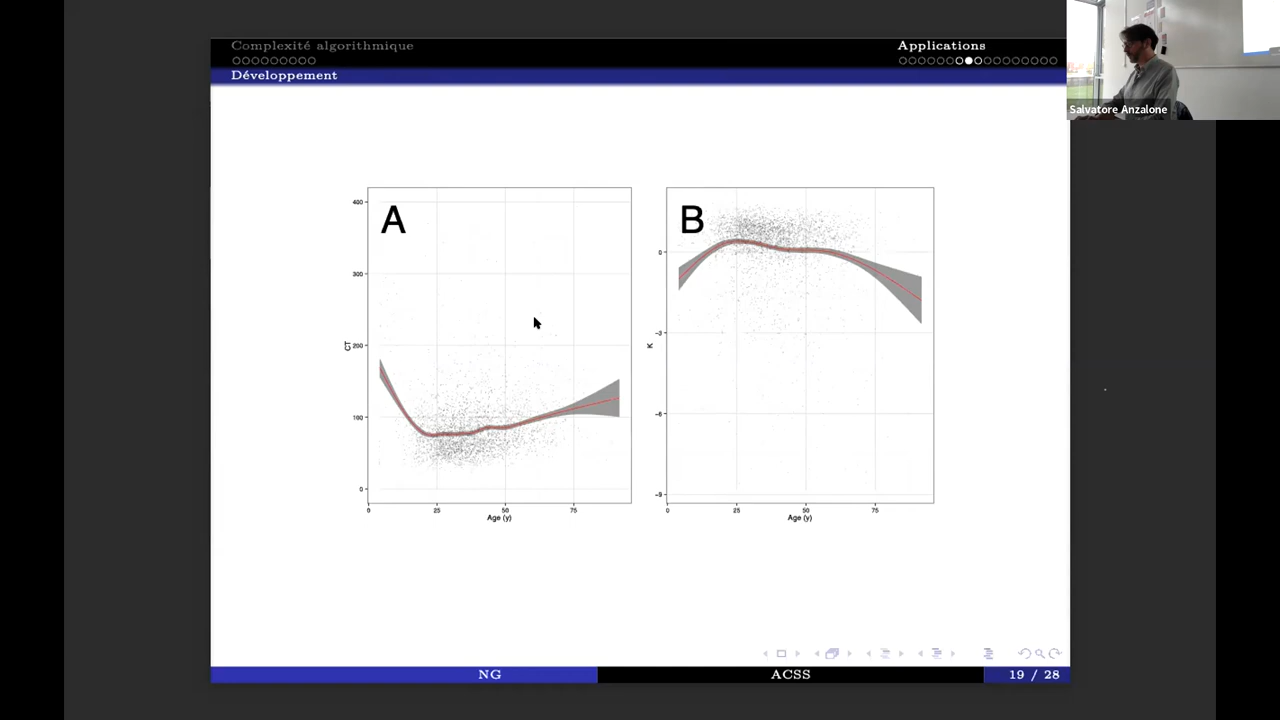 Complexité algorithmique
Applications
Développement
Salvatore Anzalone
A
B
400
300
200
100
0
CT
0
25
50
75
Age (y)
0
-3
-6
-9
K
0
25
50
75
Age (y)
NG
ACSS
19 / 28